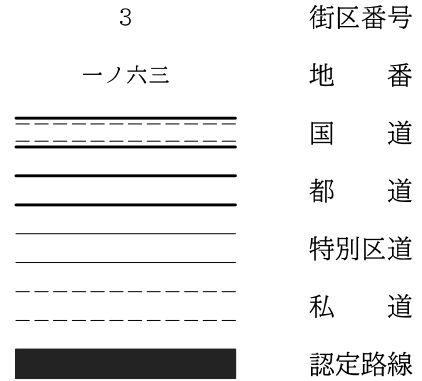 3 街区番号
一ノ六三 地 番
国 道
都 道
特別区道
私 道
認定路線